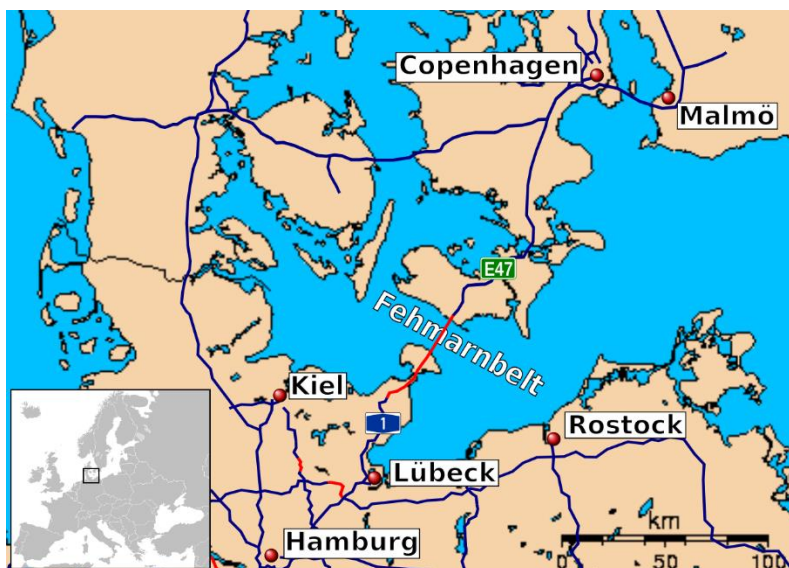 Copenhagen
Malmö
E47
Fehmarnbelt
Kiel
1
Rostock
Lübeck
km
Hamburg
0 50 100